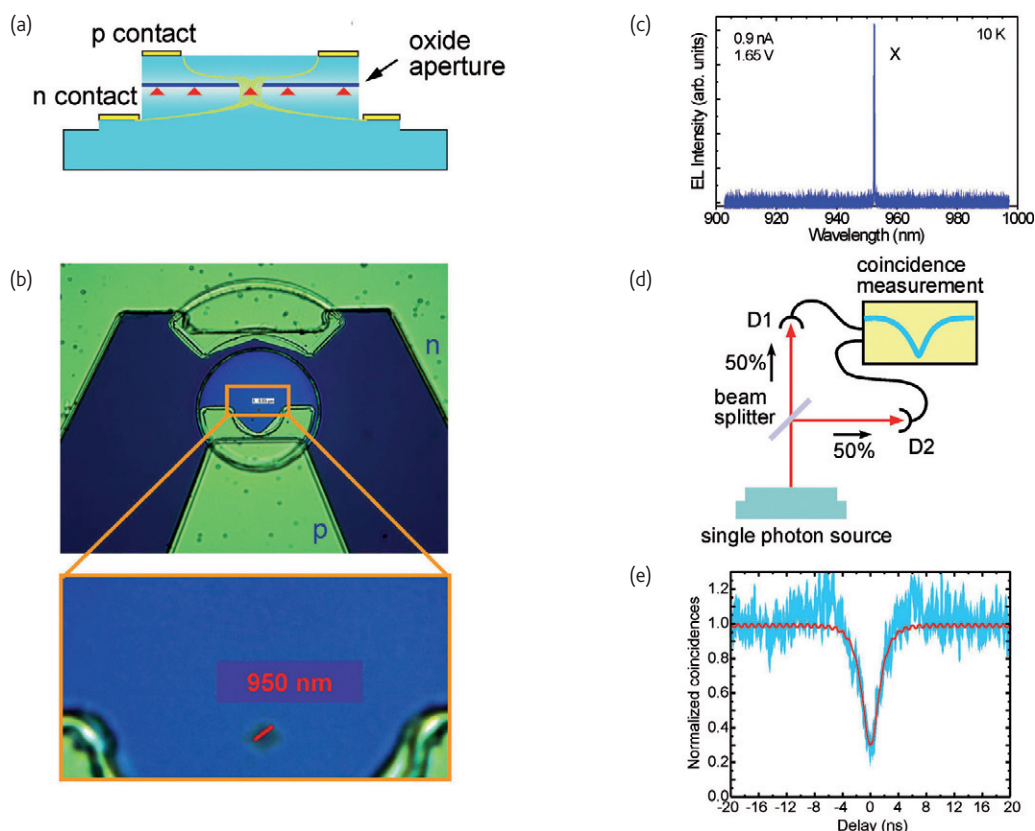 (a)
p contact
oxide
aperture
n contact
(b)
n
p
950 nm
(c)
0.9 nA
1.65 V
10 K
X
EL Intensity (arb. units)
900 920 940 960 980 1000
Wavelength (nm)
(d)
coincidence
measurement
D1
50%
beam
splitter
D2
50%
single photon source
(e)
Normalized coincidences
1.2
1.0
0.8
0.6
0.4
0.2
0.0
-20 -16 -12 -8 -4 0 4 8 12 16 20
Delay (ns)